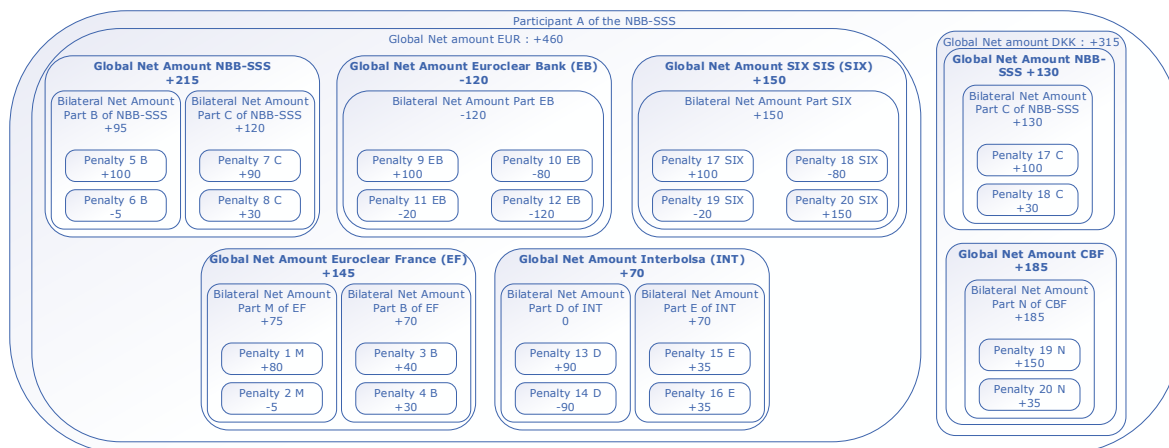 Participant A of the NBB-SSS
Global Net amount EUR : +460
Global Net Amount NBB-SSS
+215
Bilateral Net Amount
Part B of NBB-SSS
+95
Penalty 5 B
+100
Penalty 6 B
-5
Bilateral Net Amount
Part C of NBB-SSS
+120
Penalty 7 C
+90
Penalty 8 C
+30
Global Net Amount Euroclear Bank (EB)
-120
Bilateral Net Amount Part EB
-120
Penalty 9 EB
+100
Penalty 10 EB
-80
Penalty 11 EB
-20
Penalty 12 EB
-120
Global Net Amount SIX SIS (SIX)
+150
Bilateral Net Amount Part SIX
+150
Penalty 17 SIX
+100
Penalty 18 SIX
-80
Penalty 19 SIX
-20
Penalty 20 SIX
+150
Global Net Amount Euroclear France (EF)
+145
Bilateral Net Amount
Part M of EF
+75
Penalty 1 M
+80
Penalty 2 M
-5
Bilateral Net Amount
Part B of EF
+70
Penalty 3 B
+40
Penalty 4 B
+30
Global Net Amount Interbolsa (INT)
+70
Bilateral Net Amount
Part D of INT
0
Penalty 13 D
+90
Penalty 14 D
-90
Bilateral Net Amount
Part E of INT
+70
Penalty 15 E
+35
Penalty 16 E
+35
Global Net amount DKK : +315
Global Net Amount NBB-
SSS +130
Bilateral Net Amount
Part C of NBB-SSS
+130
Penalty 17 C
+100
Penalty 18 C
+30
Global Net Amount CBF
+185
Bilateral Net Amount
Part N of CBF
+185
Penalty 19 N
+150
Penalty 20 N
+35